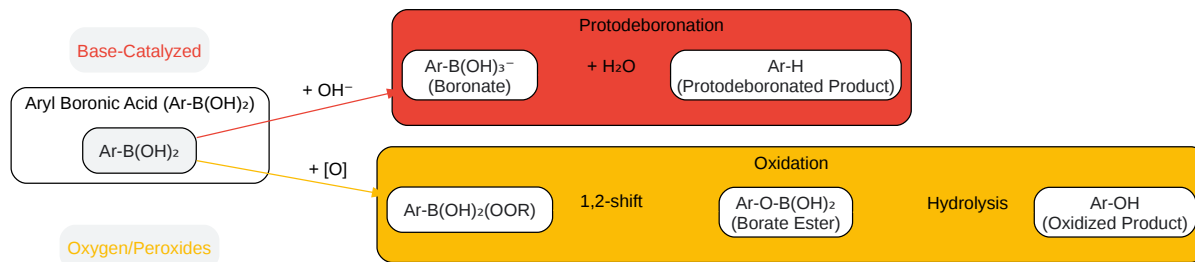 Protodeboronation
Base-Catalyzed
Ar-B(OH)₃⁻
(Boronate)
+ H₂O
Ar-H
(Protodeboronated Product)
+ OH⁻
Aryl Boronic Acid (Ar-B(OH)₂)
Ar-B(OH)₂
+ [O]
Oxidation
Ar-B(OH)₂(OOR)
1,2-shift
Ar-O-B(OH)₂
(Borate Ester)
Hydrolysis
Ar-OH
(Oxidized Product)
Oxygen/Peroxides